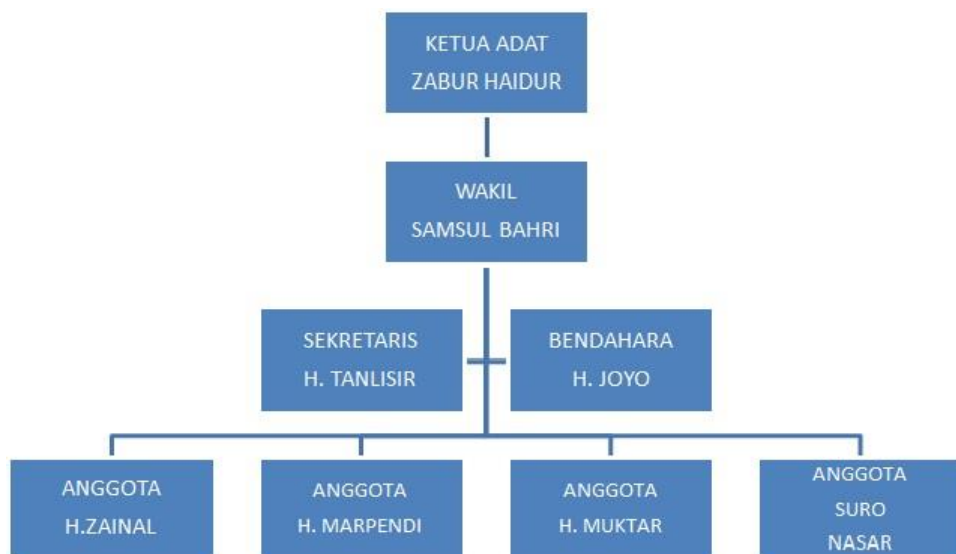 KETUA ADAT
ZABUR HAIDUR
WAKIL
SAMSUL BAHRI
SEKRETARIS
H. TANLISIR
BENDAHARA
H. JOYO
ANGGOTA
H.ZAINAL
ANGGOTA
H. MARPENDI
ANGGOTA
H. MUKTAR
ANGGOTA
SURO
NASAR